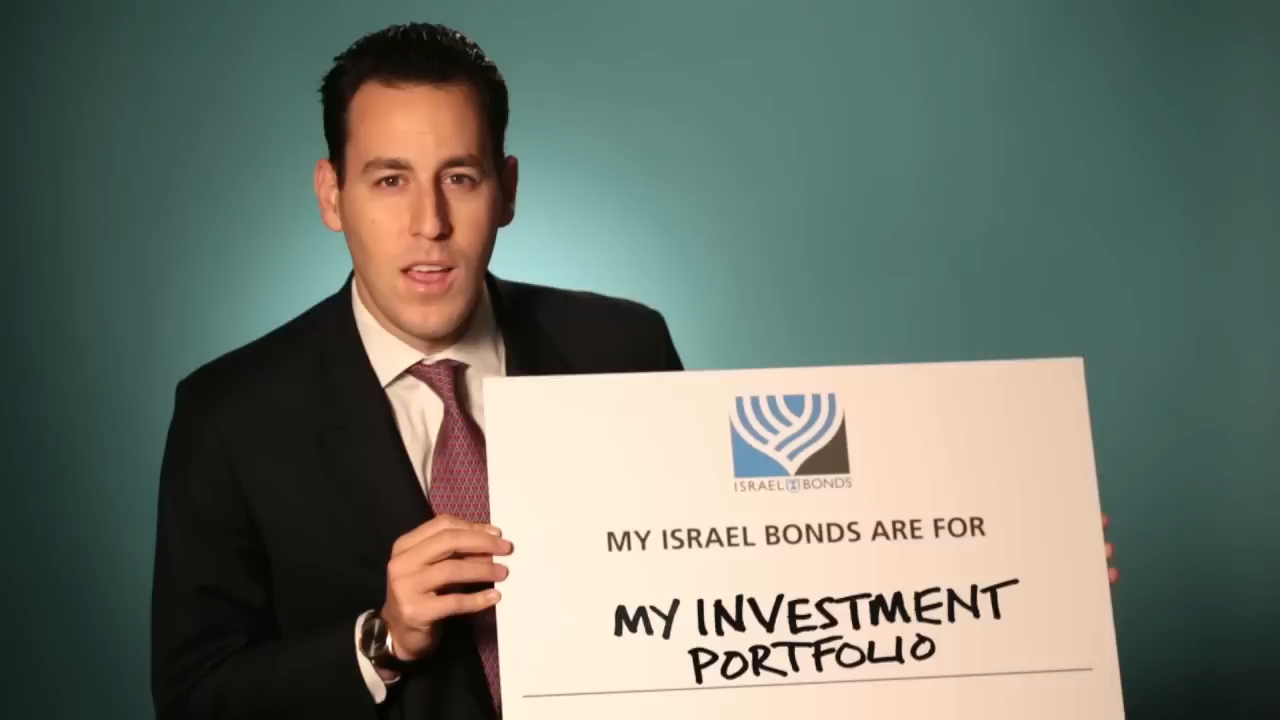 ISRAEL BONDS
MY ISRAEL BONDS ARE FOR
MY INVESTMENT
PORTFOLIO